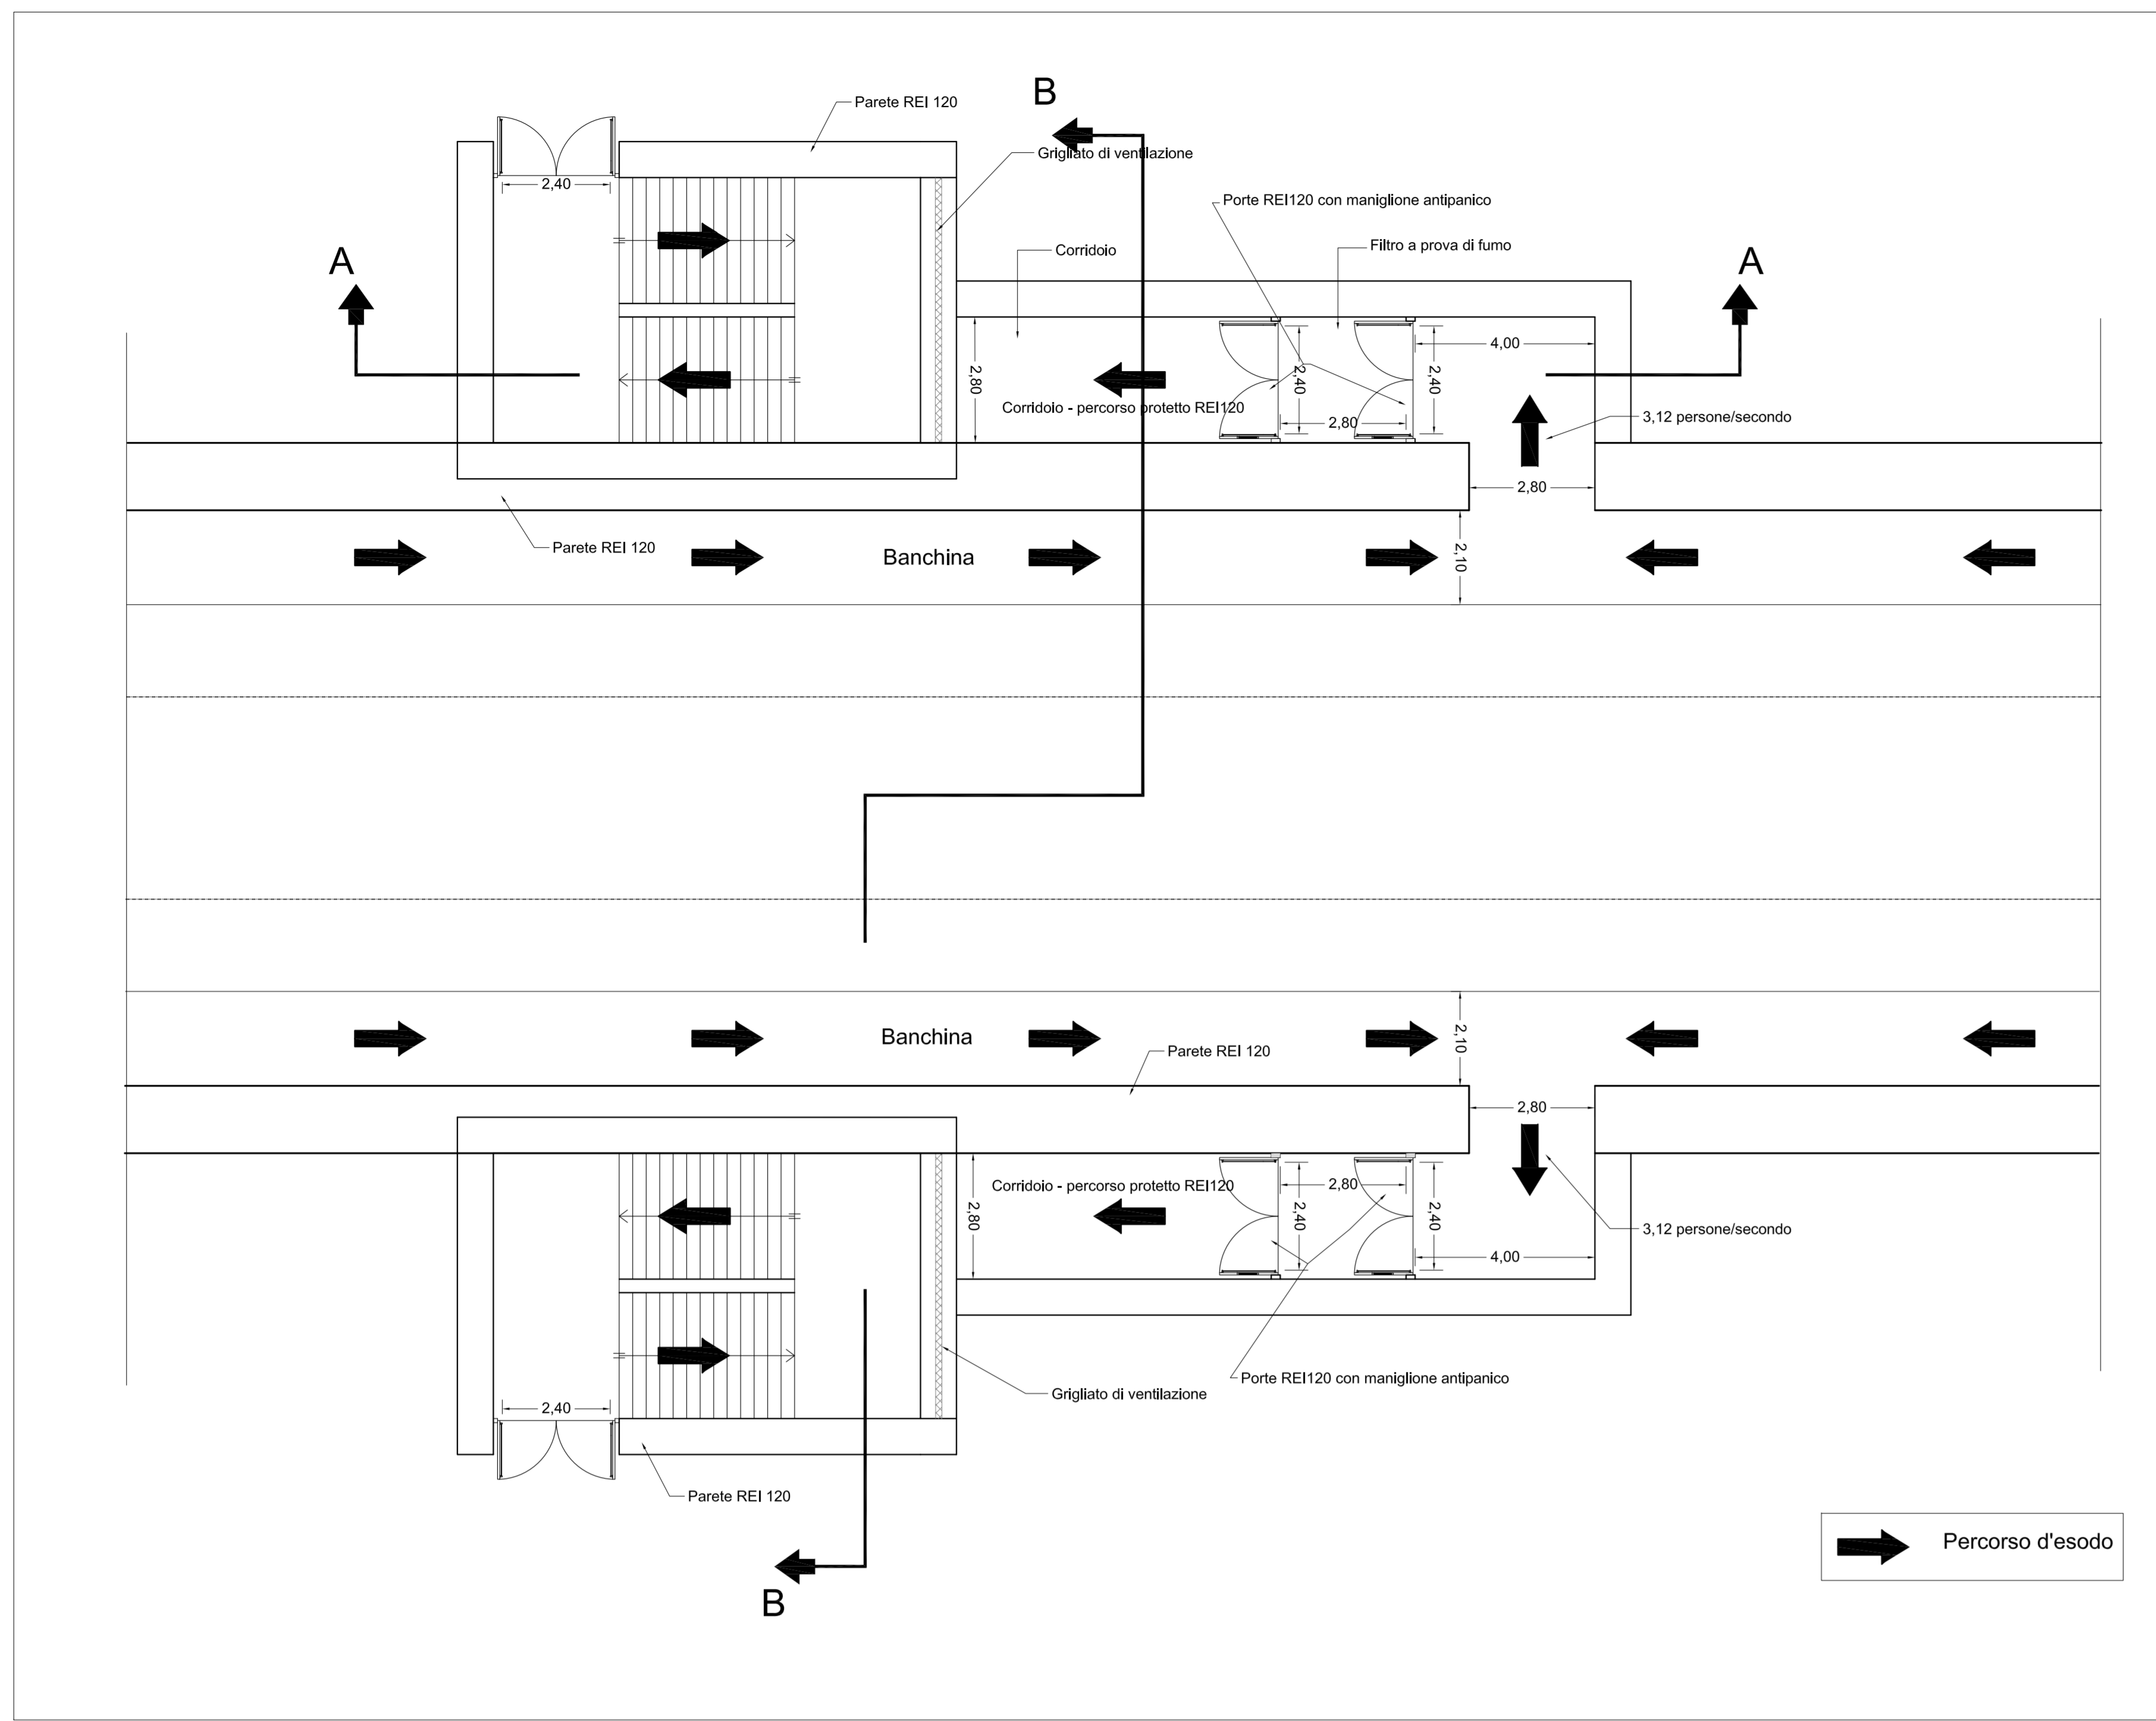 B
Parete REI 120
Grigliato di ventilazione
2,40
Porte REI120 con maniglione antipanico
Filtro a prova di fumo
Corridoio
A
A
4,00
2,80
2,40
2,40
Corridoio - percorso protetto REI120
2,80
3,12 persone/secondo
2,80
Parete REI 120
Banchina
2,10
Banchina
2,10
Parete REI 120
2,80
Corridoio - percorso protetto REI120
2,80
2,80
2,40
2,40
3,12 persone/secondo
4,00
Porte REI120 con maniglione antipanico
Grigliato di ventilazione
2,40
Parete REI 120
Percorso d'esodo
B